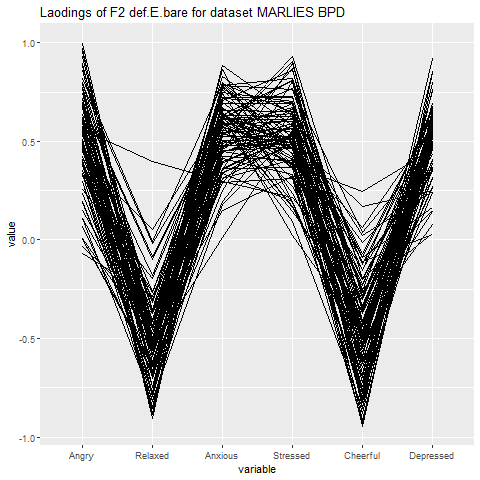 Laodings of F2 def.E.bare for dataset MARLIES BPD
1.0
0.5
0.0
-0.5
-1.0
value
Angry Relaxed Anxious Stressed Cheerful Depressed
variable